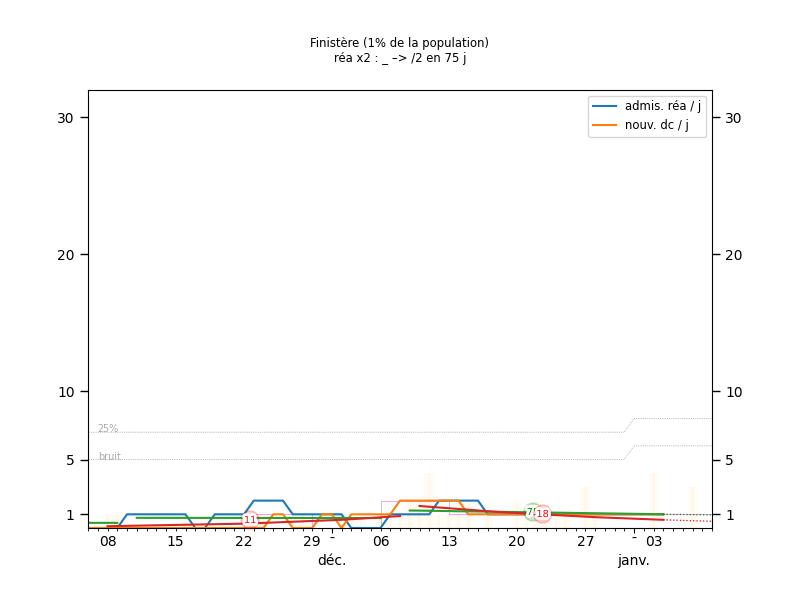 Finistère (1% de la population)
réa x2 : _ –> /2 en 75 j
admis. réa / j
nouv. dc / j
30 30
20 20
10 10
25%
bruit
5 5
1 1
11
-18
08 15 22 29 - 06 13 20 27 - 03
déc. janv.